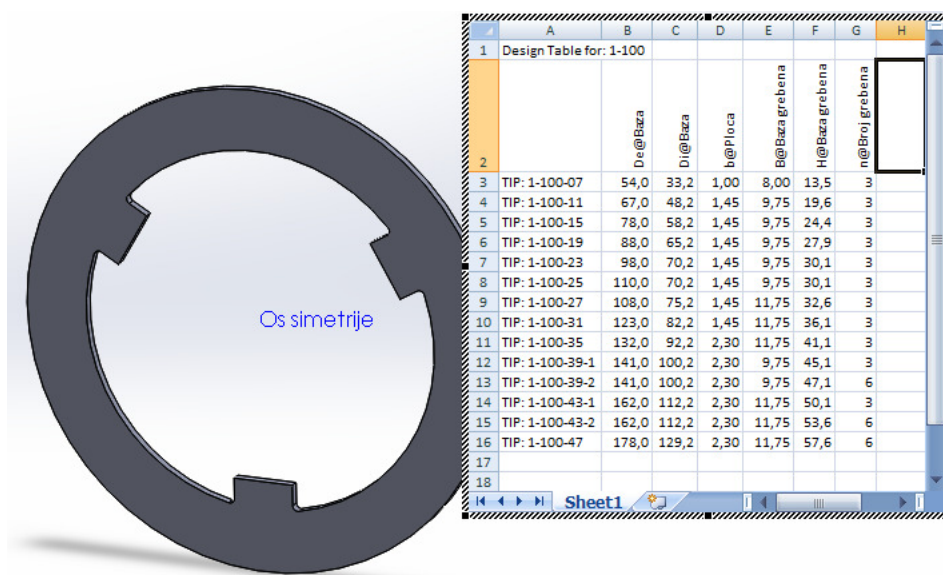 Os simetrije
A B C D E F G H
1 Design Table for: 1-100
2 De@Baza Di@Baza b@Ploca B@Baza grebena H@Baza grebena n@Broj grebena
3 TIP: 1-100-07 54,0 33,2 1,00 8,00 13,5 3
4 TIP: 1-100-11 67,0 48,2 1,45 9,75 19,6 3
5 TIP: 1-100-15 78,0 58,2 1,45 9,75 24,4 3
6 TIP: 1-100-19 88,0 65,2 1,45 9,75 27,9 3
7 TIP: 1-100-23 98,0 70,2 1,45 9,75 30,1 3
8 TIP: 1-100-25 110,0 70,2 1,45 9,75 30,1 3
9 TIP: 1-100-27 108,0 75,2 1,45 11,75 32,6 3
10 TIP: 1-100-31 123,0 82,2 1,45 11,75 36,1 3
11 TIP: 1-100-35 132,0 92,2 2,30 11,75 41,1 3
12 TIP: 1-100-39-1 141,0 100,2 2,30 9,75 45,1 3
13 TIP: 1-100-39-2 141,0 100,2 2,30 9,75 47,1 6
14 TIP: 1-100-43-1 162,0 112,2 2,30 11,75 50,1 3
15 TIP: 1-100-43-2 162,0 112,2 2,30 11,75 53,6 6
16 TIP: 1-100-47 178,0 129,2 2,30 11,75 57,6 6
17
18
Sheet1